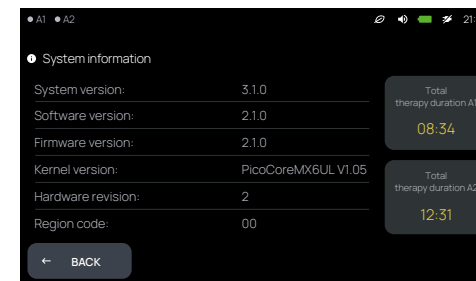 A1 A2 21:
System information
System version: 3.1.0
Software version: 2.1.0
Firmware version: 2.1.0
Kernel version: PicoCoreMX6UL V1.05
Hardware revision: 2
Region code: 00
Total
therapy duration A1
08:34
Total
therapy duration A2
12:31
← BACK